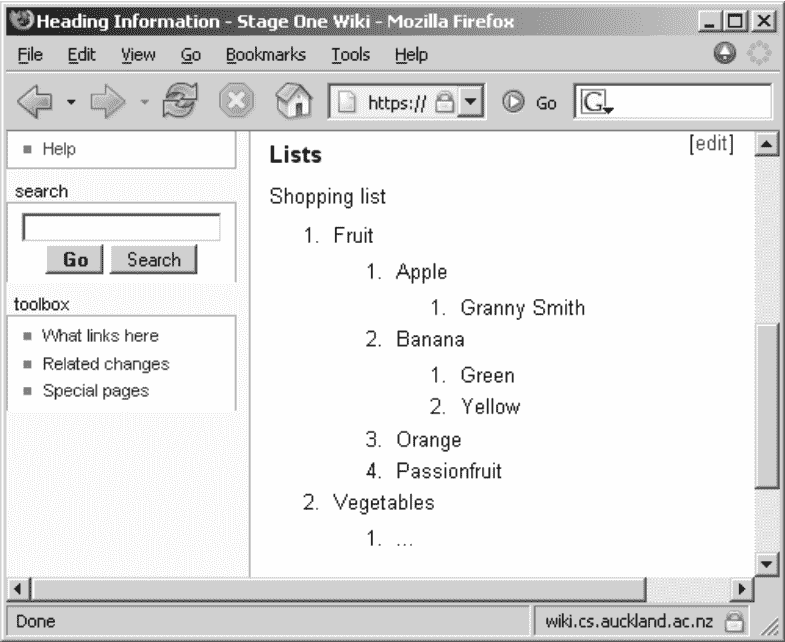 Heading Information - Stage One Wiki - Mozilla Firefox
File Edit View Go Bookmarks Tools Help
https:// Go G
Help
search
Go Search
toolbox
What links here
Related changes
Special pages
[edit]
Lists
Shopping list
1. Fruit
1. Apple
1. Granny Smith
2. Banana
1. Green
2. Yellow
3. Orange
4. Passionfruit
2. Vegetables
1. ...
Done wiki.cs.auckland.ac.nz